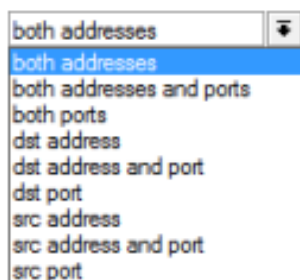 both addresses
both addresses
both addresses and ports
both ports
dst address
dst address and port
dst port
src address
src address and port
src port